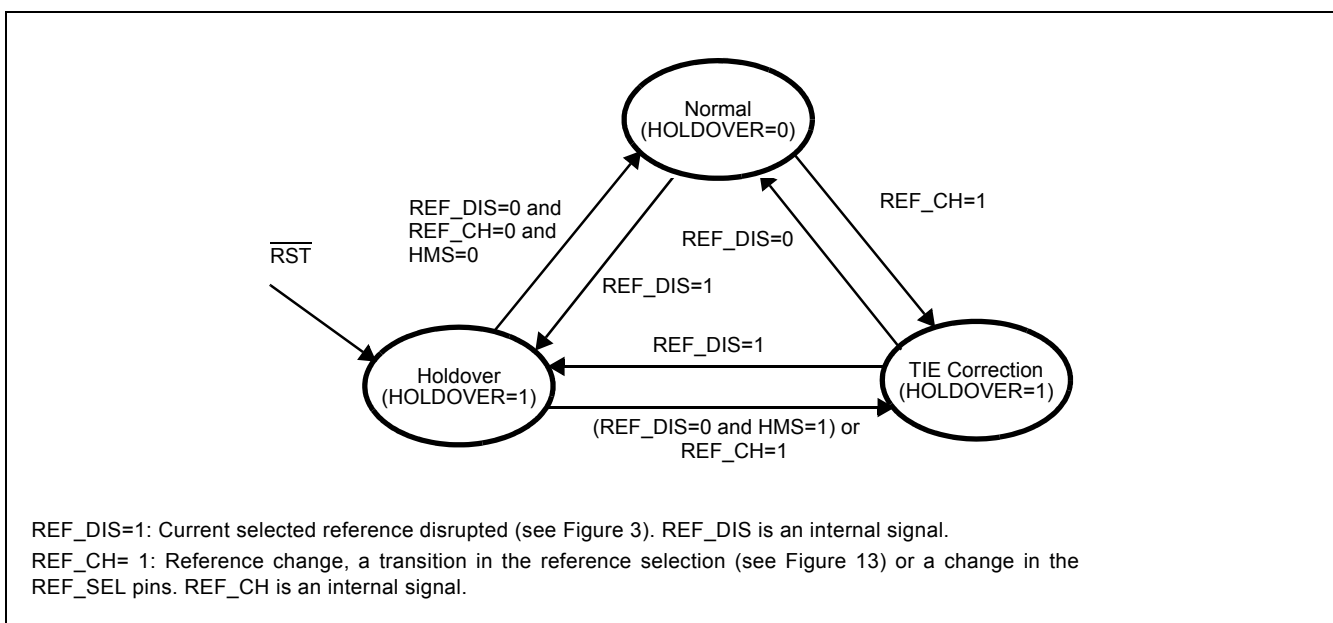 Normal
(HOLDOVER=0)
REF_DIS=0 and
REF_CH=0 and
HMS=0
REF_CH=1
REF_DIS=0
RST
REF_DIS=1
REF_DIS=1
Holdover
(HOLDOVER=1)
TIE Correction
(HOLDOVER=1)
(REF_DIS=0 and HMS=1) or
REF_CH=1
REF_DIS=1: Current selected reference disrupted (see Figure 3). REF_DIS is an internal signal.
REF_CH= 1: Reference change, a transition in the reference selection (see Figure 13) or a change in the
REF_SEL pins. REF_CH is an internal signal.